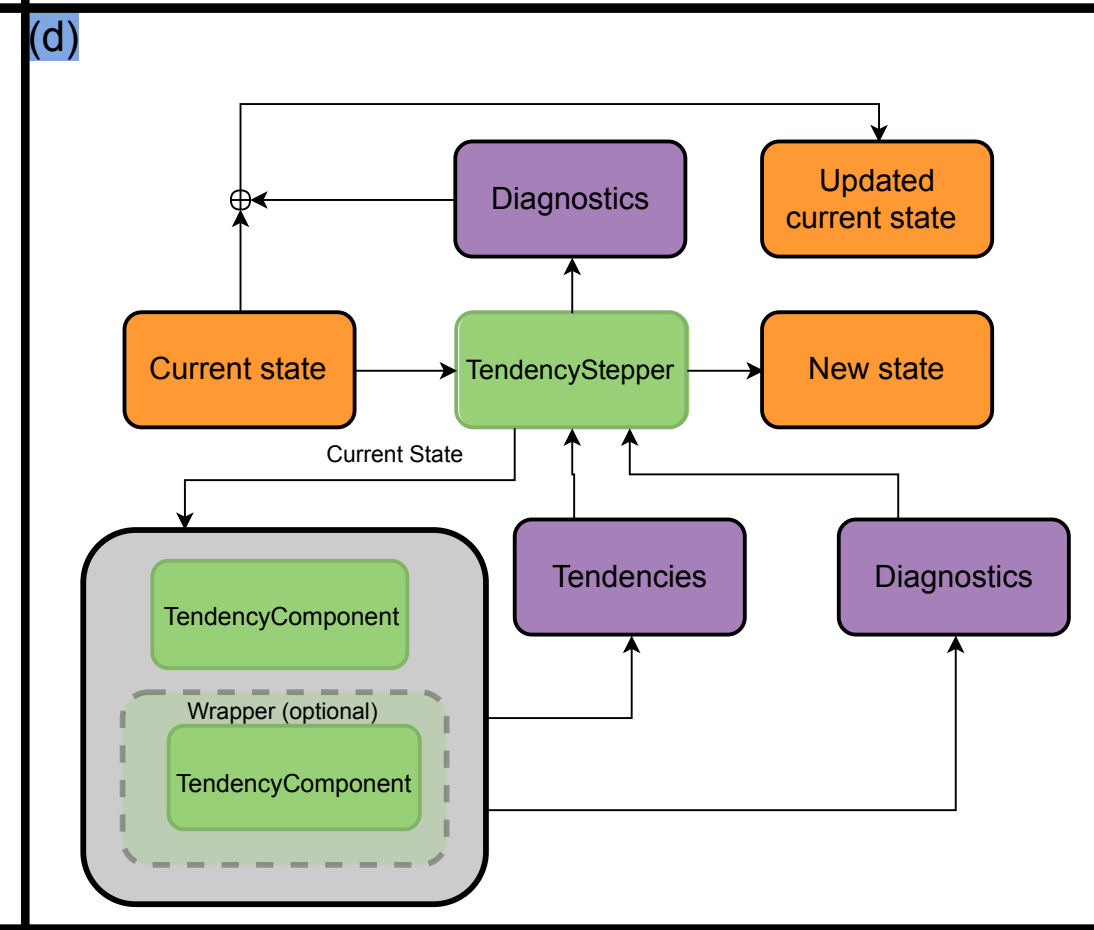 (d)
Diagnostics
Updated
current state
Current state
TendencyStepper
New state
Current State
Tendencies
Diagnostics
TendencyComponent
Wrapper (optional)
TendencyComponent